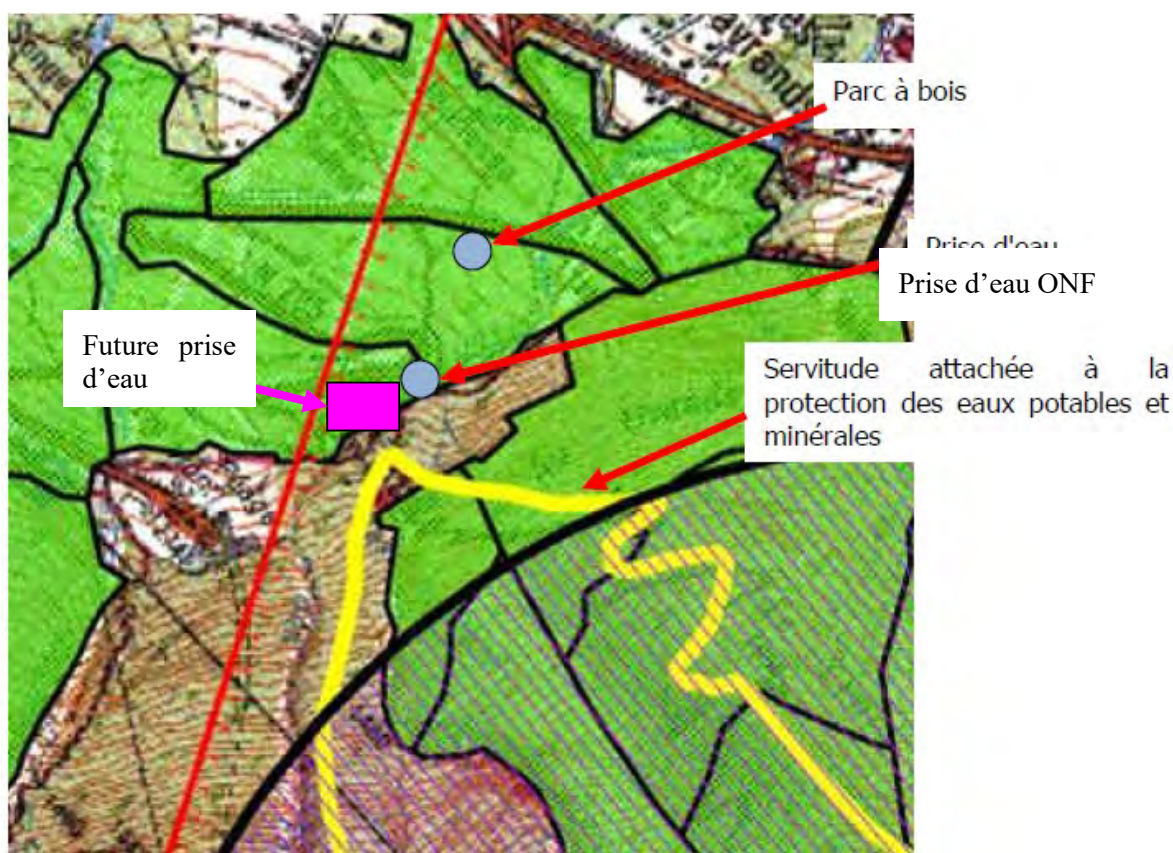 Parc à bois
Prise d'eau
Prise d'eau ONF
Future prise
d'eau
Servitude attachée à la
protection des eaux potables et
minérales